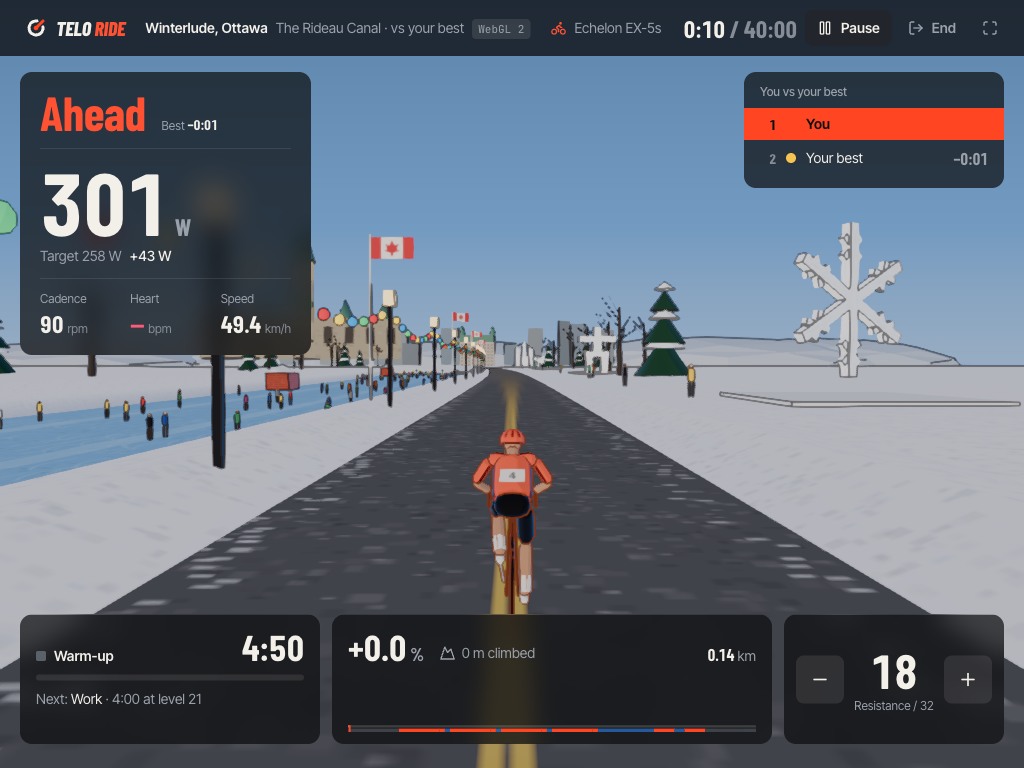 TELO RIDE Winterlude, Ottawa The Rideau Canal · vs your best WebGL 2 Echelon EX-5s 0:10 / 40:00 Pause End
Ahead Best −0:01
301 W
Target 258 W +43 W
Cadence Heart Speed
90 rpm – bpm 49.4 km/h
You vs your best
1 You
2 Your best −0:01
4
Warm-up 4:50
Next: Work · 4:00 at level 21
+0.0 % 0 m climbed 0.14 km
− 18 +
Resistance / 32